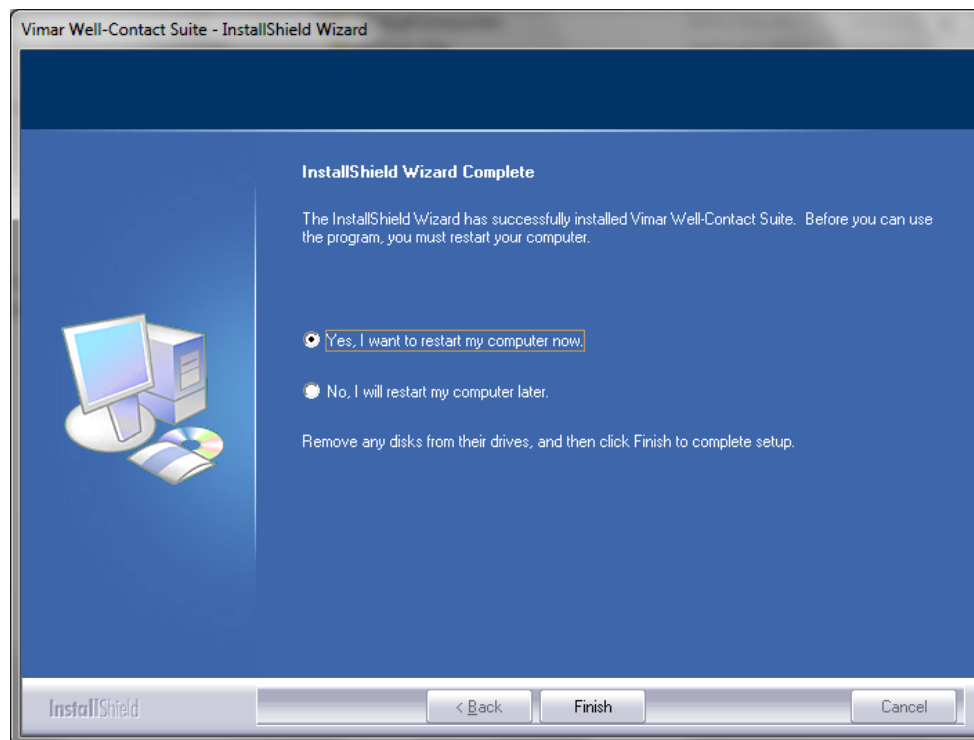 Vimar Well-Contact Suite - InstallShield Wizard
InstallShield Wizard Complete
The InstallShield Wizard has successfully installed Vimar Well-Contact Suite. Before you can use
the program, you must restart your computer.
Yes, I want to restart my computer now.
No, I will restart my computer later.
Remove any disks from their drives, and then click Finish to complete setup.
InstallShield
< Back
Finish
Cancel